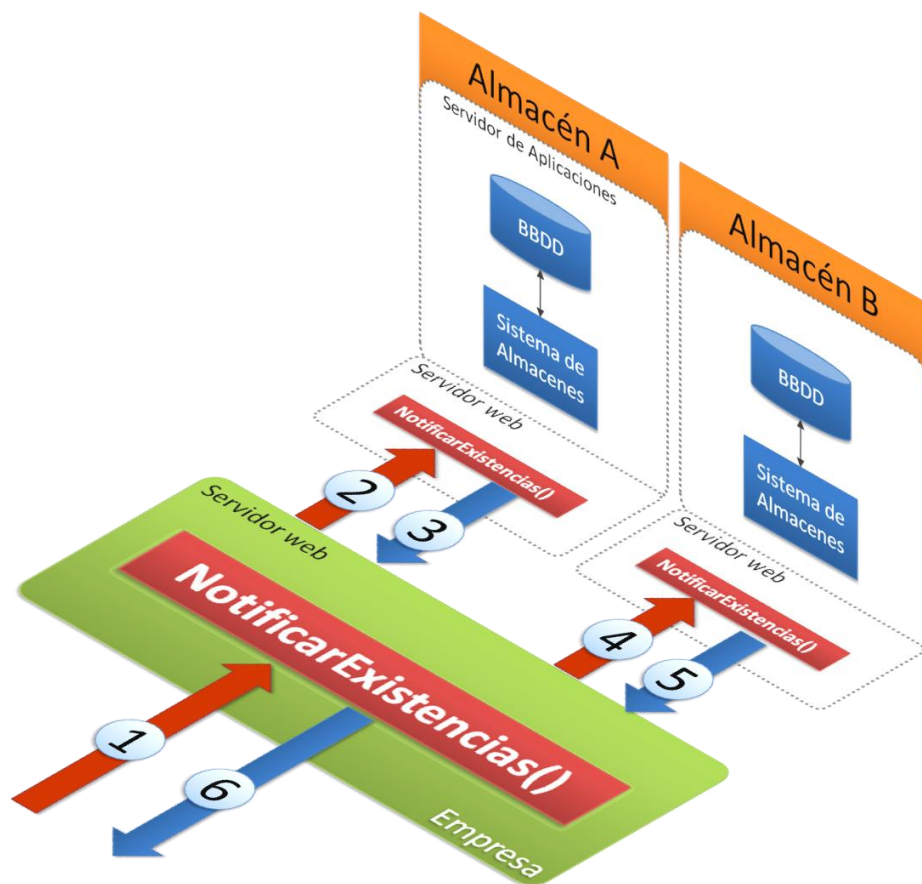 Almacén A
Servidor de Aplicaciones
BBDD
Sistema de
Almacenes
Servidor web
NotificarExistencias()
2
3
Almacén B
BBDD
Sistema de
Almacenes
Servidor web
NotificarExistencias()
4
5
Servidor web
NotificarExistencias()
1
6
Empresa